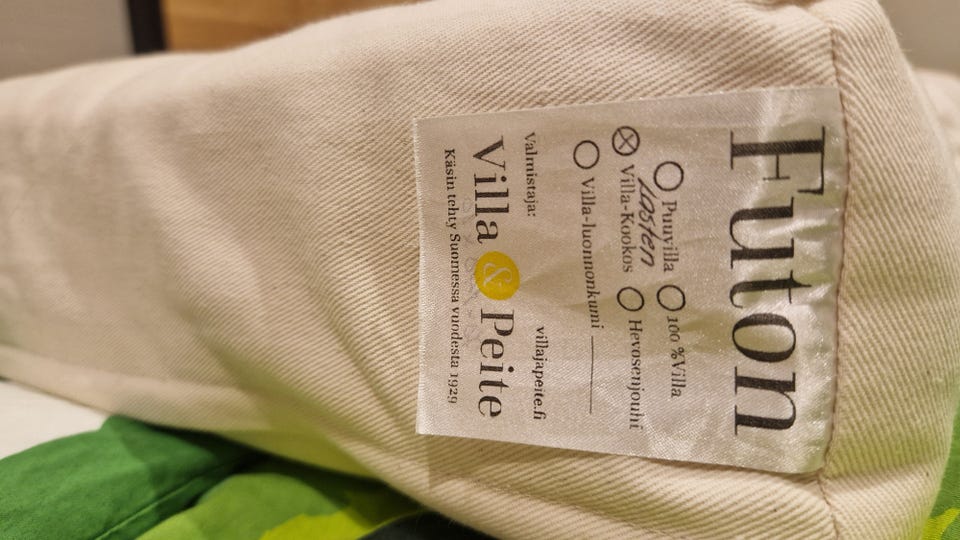 Futon
Puuvilla 100 %Villa
Lasten
Villa-Kookos Hevosenjouhi
Villa-luonnonkumi
Valmistaja: villajapeite.fi
Villa & Peite
Käsin tehty Suomessa vuodesta 1929